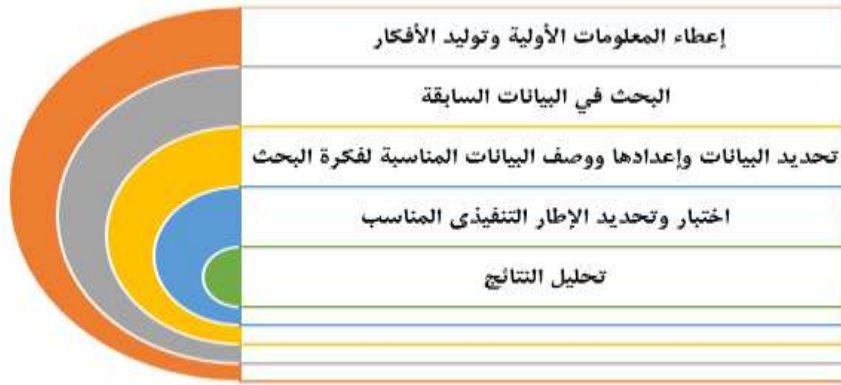 إعطاء المعلومات الأولية وتوليد الأفكار
البحث في البيانات السابقة
تحديد البيانات وإعدادها ووصف البيانات المناسبة لفكرة البحث
اختبار وتحديد الإطار التنفيذى المناسب
تحليل النتائج